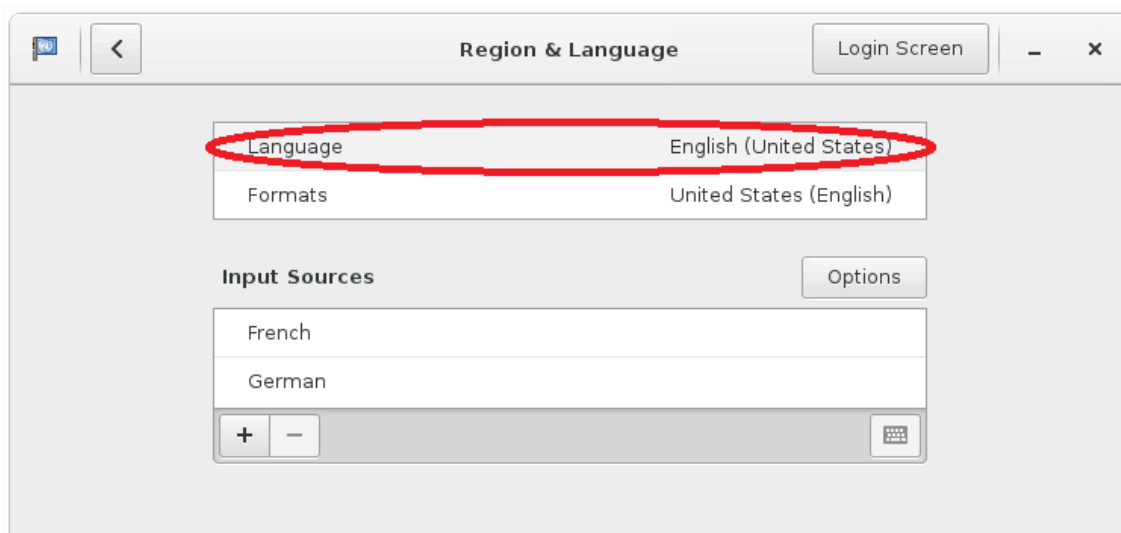 Region & Language
Login Screen
Language English (United States)
Formats United States (English)
Input Sources
Options
French
German